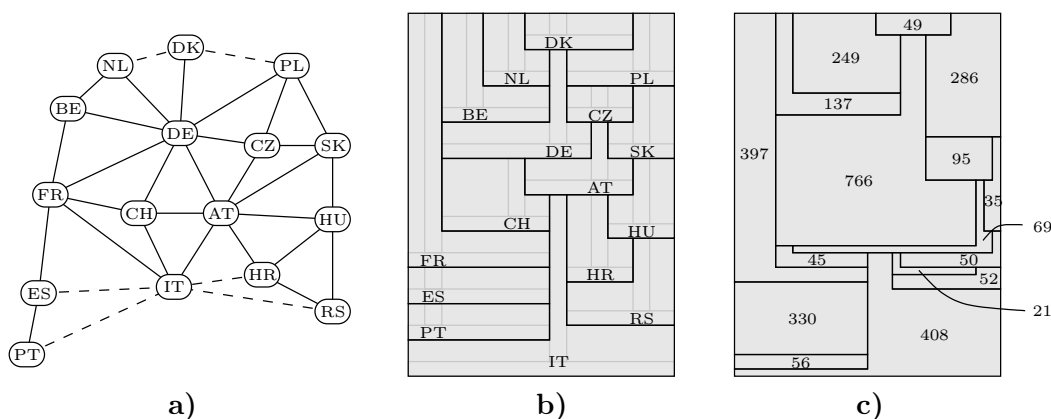 DK
NL
PL
BE
DE
CZ
SK
FR
CH
AT
HU
HR
IT
ES
RS
PT
a)
DK
NL
PL
BE
CZ
DE
SK
AT
CH
HU
FR
HR
ES
RS
PT
IT
b)
49
249
286
137
397
95
766
35
69
45
50
52
21
330
408
56
c)